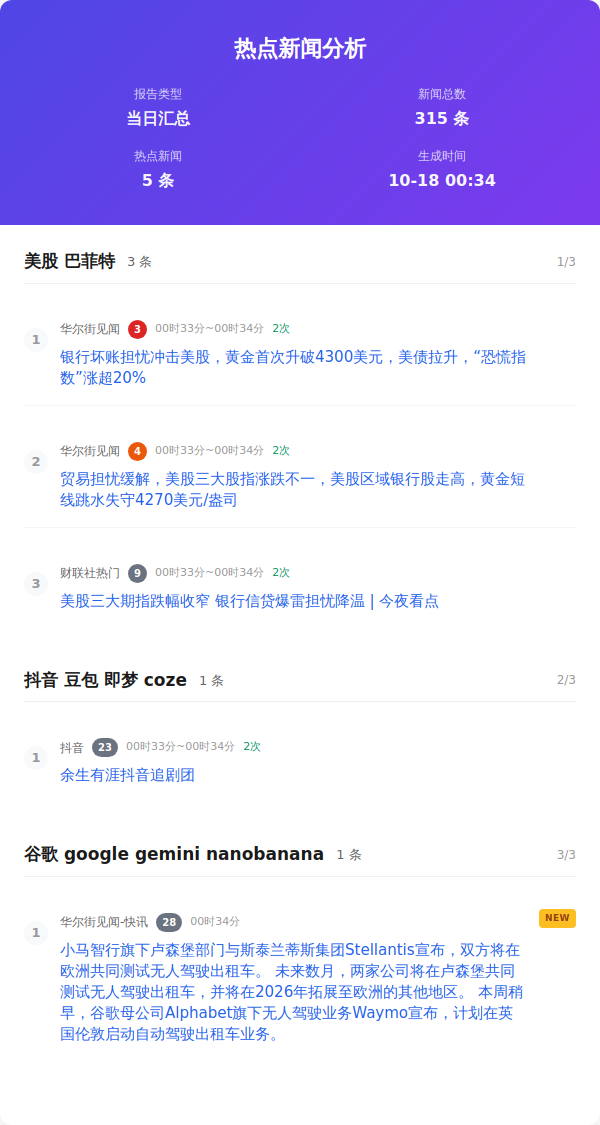 热点新闻分析
报告类型
新闻总数
当日汇总
315 条
热点新闻
生成时间
5 条
10-18 00:34
美股 巴菲特 3 条 1/3
1
华尔街见闻 3 00时33分~00时34分 2次
银行坏账担忧冲击美股，黄金首次升破4300美元，美债拉升，“恐慌指
数”涨超20%
2
华尔街见闻 4 00时33分~00时34分 2次
贸易担忧缓解，美股三大股指涨跌不一，美股区域银行股走高，黄金短
线跳水失守4270美元/盎司
3
财联社热门 9 00时33分~00时34分 2次
美股三大期指跌幅收窄 银行信贷爆雷担忧降温 | 今夜看点
抖音 豆包 即梦 coze 1 条 2/3
1
抖音 23 00时33分~00时34分 2次
余生有涯抖音追剧团
谷歌 google gemini nanobanana 1 条 3/3
1
华尔街见闻-快讯 28 00时34分 NEW
小马智行旗下卢森堡部门与斯泰兰蒂斯集团Stellantis宣布，双方将在
欧洲共同测试无人驾驶出租车。 未来数月，两家公司将在卢森堡共同
测试无人驾驶出租车，并将在2026年拓展至欧洲的其他地区。 本周稍
早，谷歌母公司Alphabet旗下无人驾驶业务Waymo宣布，计划在英
国伦敦启动自动驾驶出租车业务。